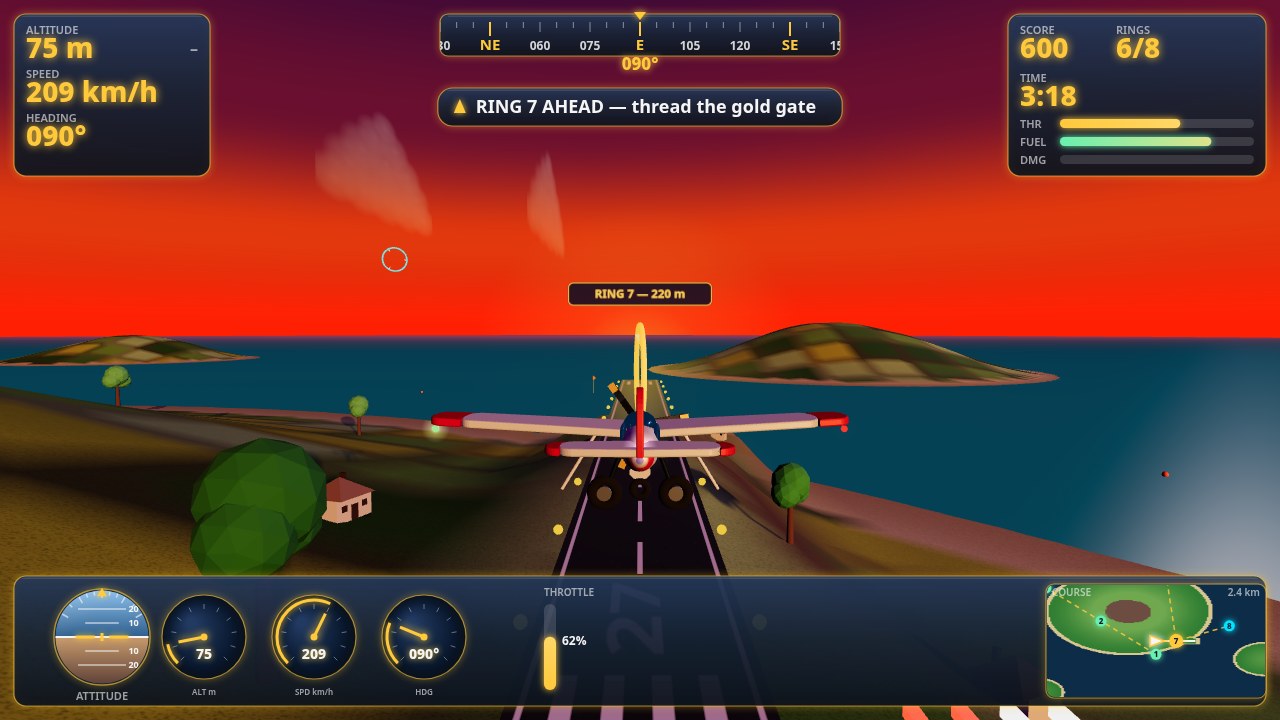 ALTITUDE
75 m
–
SPEED
209 km/h
HEADING
090°
NE 060 075 E 105 120 SE
090°
RING 7 AHEAD — thread the gold gate
SCORE
600
RINGS
6/8
TIME
3:18
THR
FUEL
DMG
RING 7 — 220 m
27
20
10
10
20
ATTITUDE
75
ALT m
209
SPD km/h
090°
HDG
THROTTLE
62%
COURSE
2.4 km
2
7
8
1